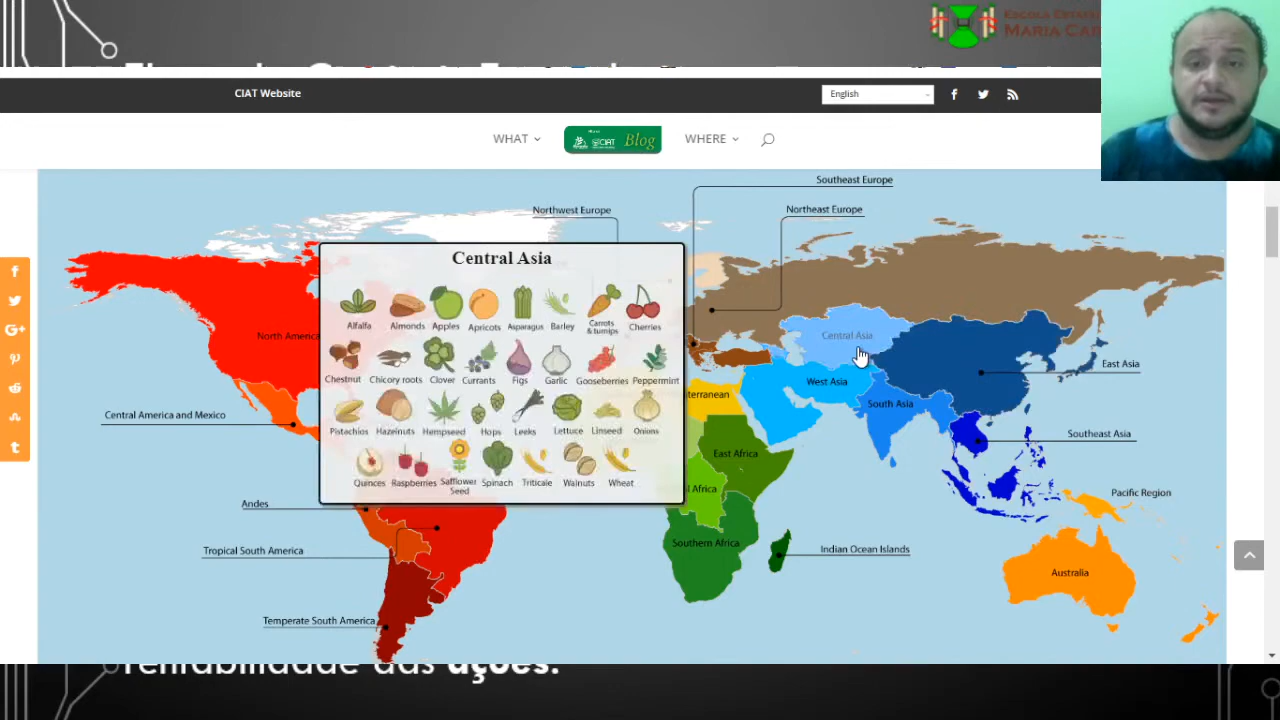 MARIA
CIAT Website
English
WHAT
CIAT Blog
WHERE
Southeast Europe
Northwest Europe
Northeast Europe
Central Asia
Alfalfa Almonds Apples Apricots Asparagus Barley Carrots & turnips Cherries
Chestnut Chicory roots Clover Currants Figs Garlic Gooseberries Peppermint
Pistachios Hazelnuts Hempseed Hops Leeks Lettuce Linseed Onions
Quinces Raspberries Safflower Seed Spinach Triticale Walnuts Wheat
North America
Central Asia
East Asia
West Asia
South Asia
Central America and Mexico
Southeast Asia
East Africa
Africa
Pacific Region
Andes
Tropical South America
Southern Africa
Indian Ocean Islands
Australia
Temperate South America
rentabilidade das ações.